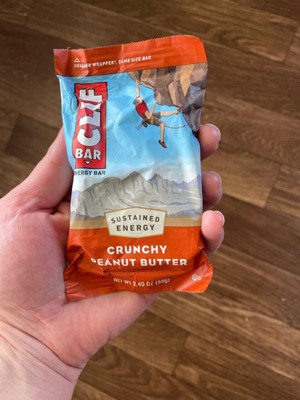 SMALLER WRAPPER*, SAME SIZE BAR
CLIF
BAR
ENERGY BAR
SUSTAINED
ENERGY
CRUNCHY
PEANUT BUTTER
NET WT 2.40 OZ (68g)